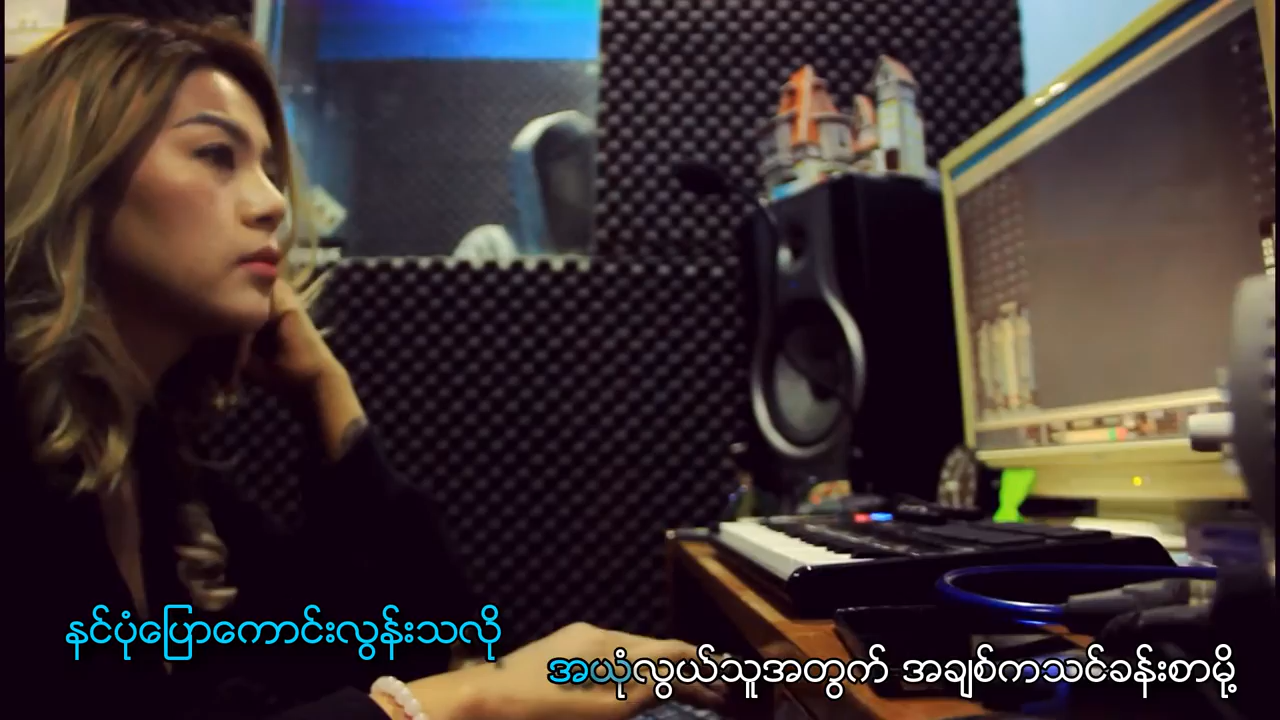 နင်ပုံပြောကောင်းလွန်းသလို
အယုံလွယ်သူအတွက် အချစ်ကသင်ခန်းစာမို့